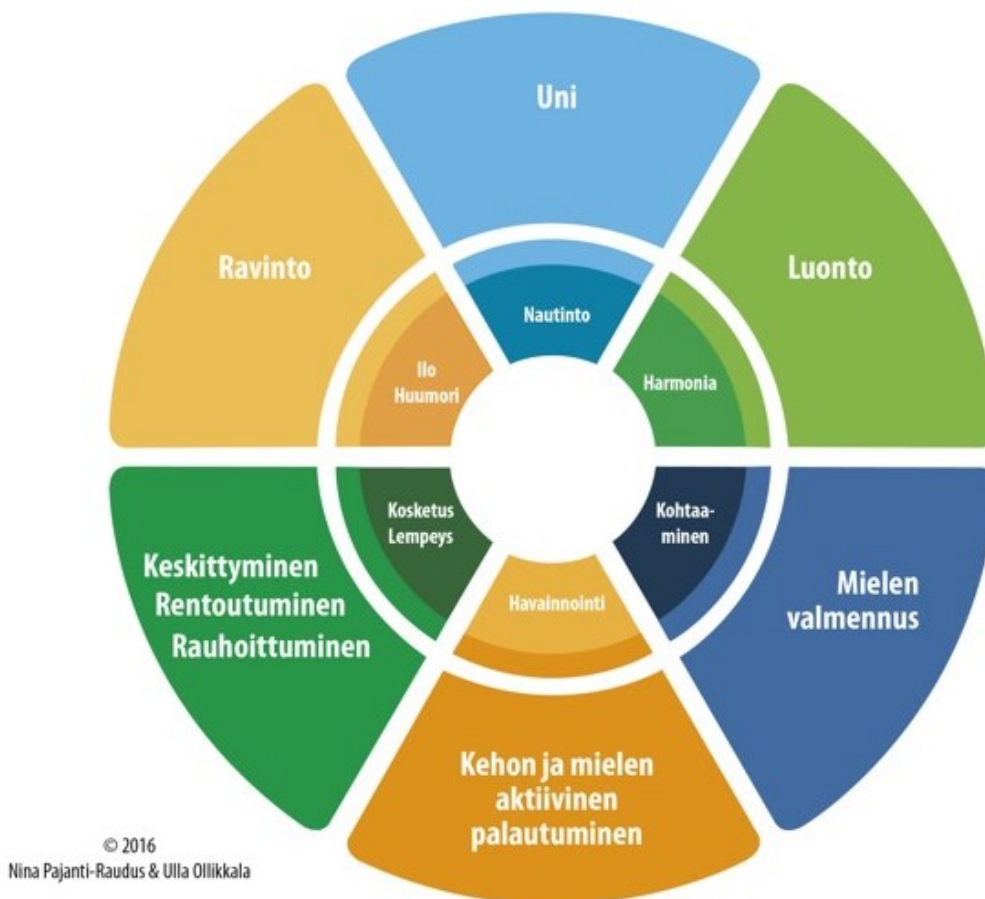 Uni
Luonto
Mielen
valmennus
Kehon ja mielen
aktiivinen
palautuminen
Keskittyminen
Rentoutuminen
Rauhoittuminen
Ravinto
Nautinto
Harmonia
Kohtaa-
minen
Havainnointi
Kosketus
Lempeys
Ilo
Huumori
© 2016
Nina Pajanti-Raudus & Ulla Ollikkala